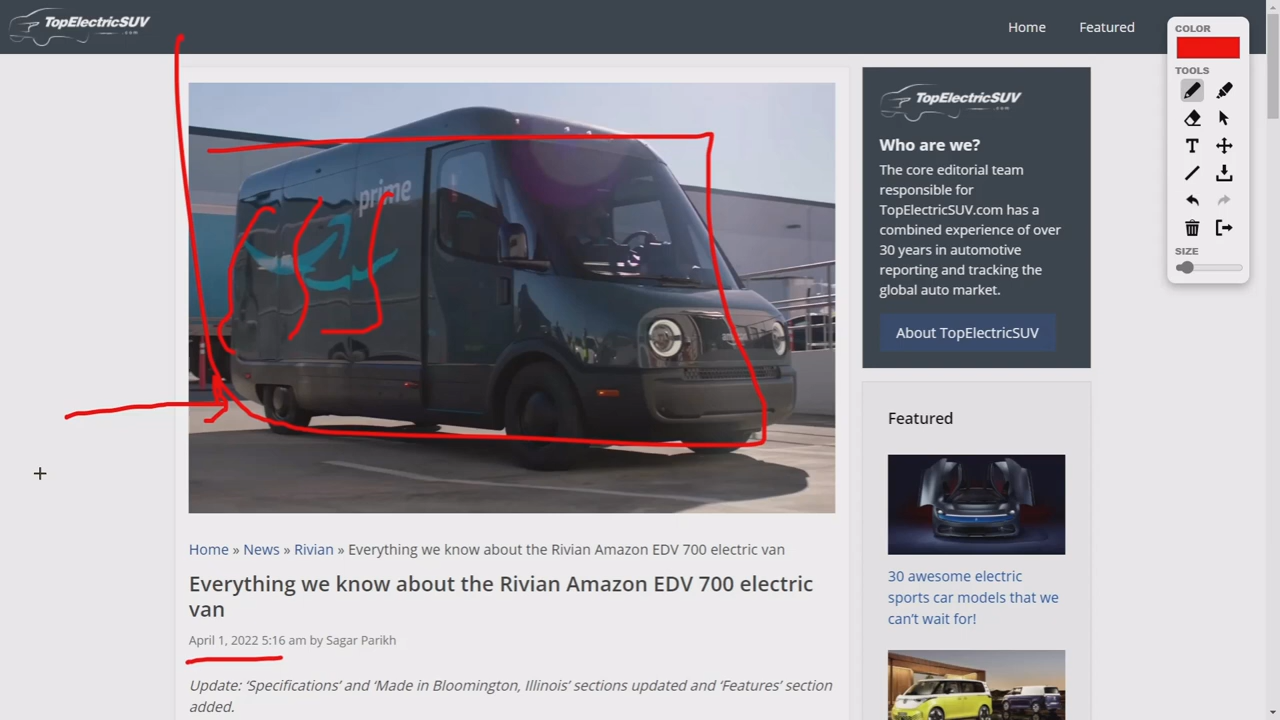 TopElectricSUV
.com
Home
Featured
COLOR
TOOLS
T
SIZE
prime
TopElectricSUV
.com
Who are we?
The core editorial team
responsible for
TopElectricSUV.com has a
combined experience of over
30 years in automotive
reporting and tracking the
global auto market.
About TopElectricSUV
Featured
30 awesome electric
sports car models that we
can't wait for!
Home » News » Rivian » Everything we know about the Rivian Amazon EDV 700 electric van
Everything we know about the Rivian Amazon EDV 700 electric
van
April 1, 2022 5:16 am by Sagar Parikh
Update: 'Specifications' and 'Made in Bloomington, Illinois' sections updated and 'Features' section
added.